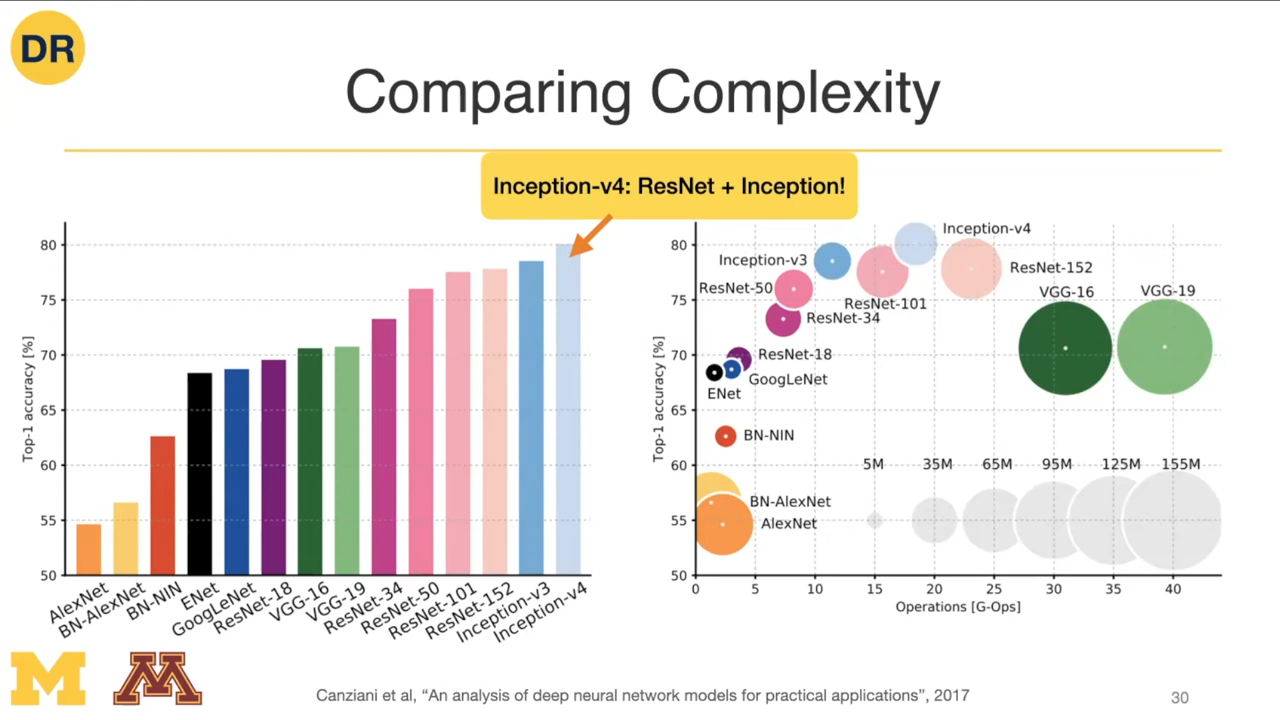 DR
Comparing Complexity
Inception-v4: ResNet + Inception!
Top-1 accuracy [%]
80
75
70
65
60
55
50
AlexNet
BN-AlexNet
BN-NIN
ENet
GoogLeNet
ResNet-18
VGG-16
VGG-19
ResNet-34
ResNet-50
ResNet-101
ResNet-152
Inception-v3
Inception-v4
Top-1 accuracy [%]
80
75
70
65
60
55
50
Inception-v4
Inception-v3
ResNet-152
ResNet-50
VGG-16
VGG-19
ResNet-101
ResNet-34
ResNet-18
GoogLeNet
ENet
BN-NIN
5M 35M 65M 95M 125M 155M
BN-AlexNet
AlexNet
0 5 10 15 20 25 30 35 40
Operations [G-Ops]
M
M
Canziani et al, “An analysis of deep neural network models for practical applications”, 2017
30